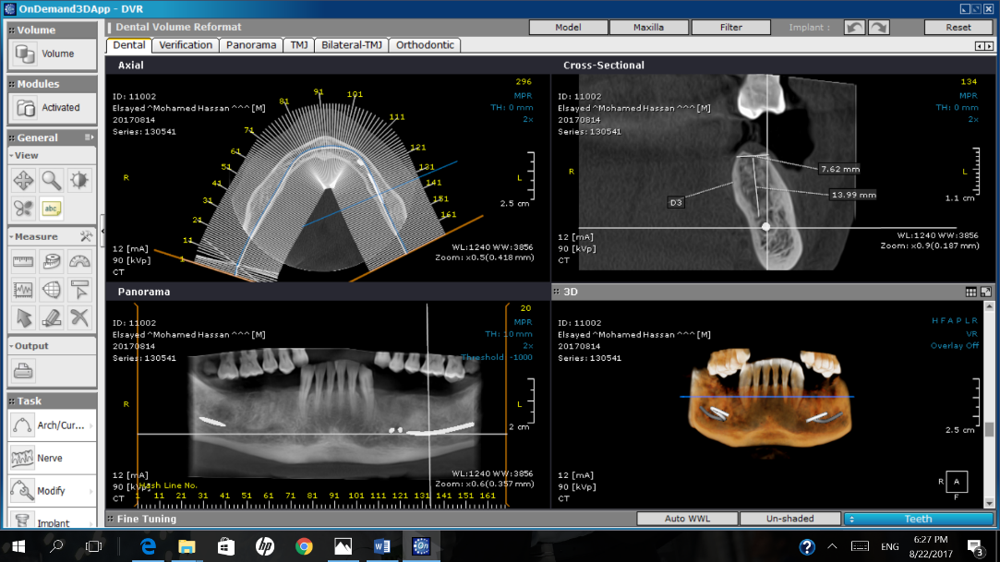 OnDemand3DApp - DVR
Volume
Volume
Modules
Activated
General
View
abc
Measure
Output
Task
Arch/Cur...
Nerve
Modify
Implant
Dental Volume Reformat
Model
Maxilla
Filter
Implant :
Reset
Dental
Verification
Panorama
TMJ
Bilateral-TMJ
Orthodontic
Axial
296
ID: 11002
MPR
Elsayed ^Mohamed Hassan ^^^ [M]
TH: 0 mm
20170814
2x
Series: 130541
1
11
21
31
41
51
61
71
81
91
101
111
121
131
141
151
161
R
L
2.5 cm
12 [mA]
90 [kVp]
CT
WL:1240 WW:3856
Zoom: x0.5(0.418 mm)
Cross-Sectional
134
ID: 11002
MPR
Elsayed ^Mohamed Hassan ^^^ [M]
TH: 0 mm
20170814
2x
Series: 130541
R
L
7.62 mm
13.99 mm
D3
1.1 cm
12 [mA]
90 [kVp]
CT
WL:1240 WW:3856
Zoom: x0.9(0.187 mm)
Panorama
20
ID: 11002
MPR
Elsayed ^Mohamed Hassan ^^^ [M]
TH: 10 mm
20170814
2x
Series: 130541
Threshold: -1000
R
L
2 cm
12 [mA]
90 [kVp]
CT
Mesh Line No.
WL:1240 WW:3856
Zoom: x0.6(0.357 mm)
1 11 21 31 41 51 61 71 81 91 101 111 121 131 141 151 161
3D
ID: 11002
H F A P L R
Elsayed ^Mohamed Hassan ^^^ [M]
VR
20170814
Overlay Off
Series: 130541
2.5 cm
12 [mA]
90 [kVp]
CT
R
A
F
Fine Tuning
Auto WWL
Un-shaded
Teeth
hp
ENG
6:27 PM
8/22/2017
3